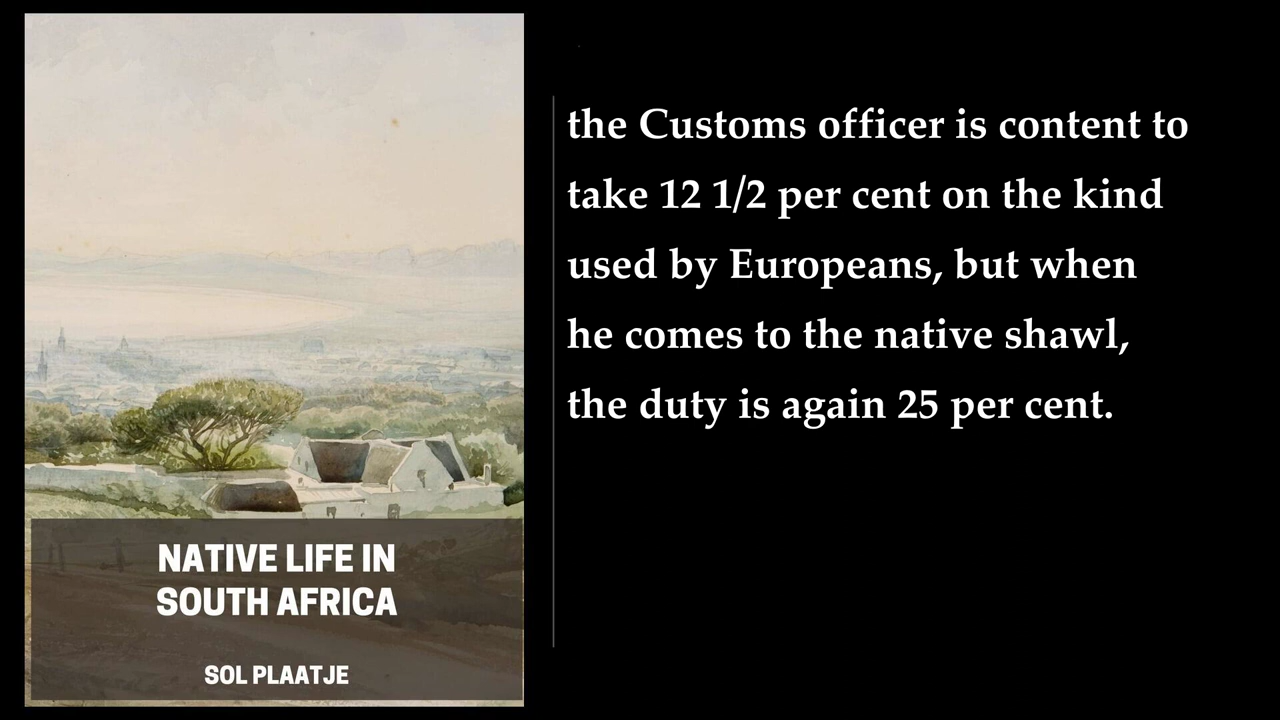 the Customs officer is content to
take 12 1/2 per cent on the kind
used by Europeans, but when
he comes to the native shawl,
the duty is again 25 per cent.
NATIVE LIFE IN
SOUTH AFRICA
SOL PLAATJE